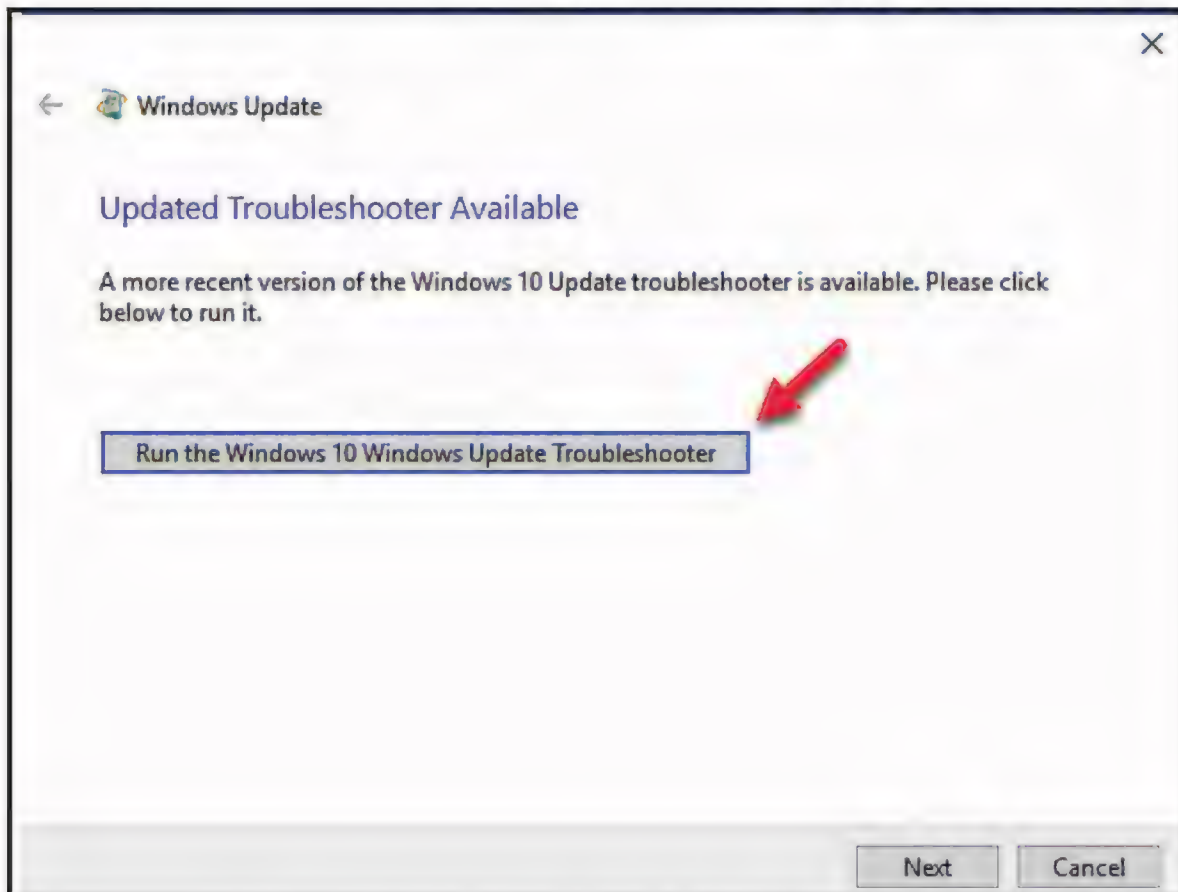 Windows Update
Updated Troubleshooter Available
A more recent version of the Windows 10 Update troubleshooter is available. Please click
below to run it.
Run the Windows 10 Windows Update Troubleshooter
Next
Cancel